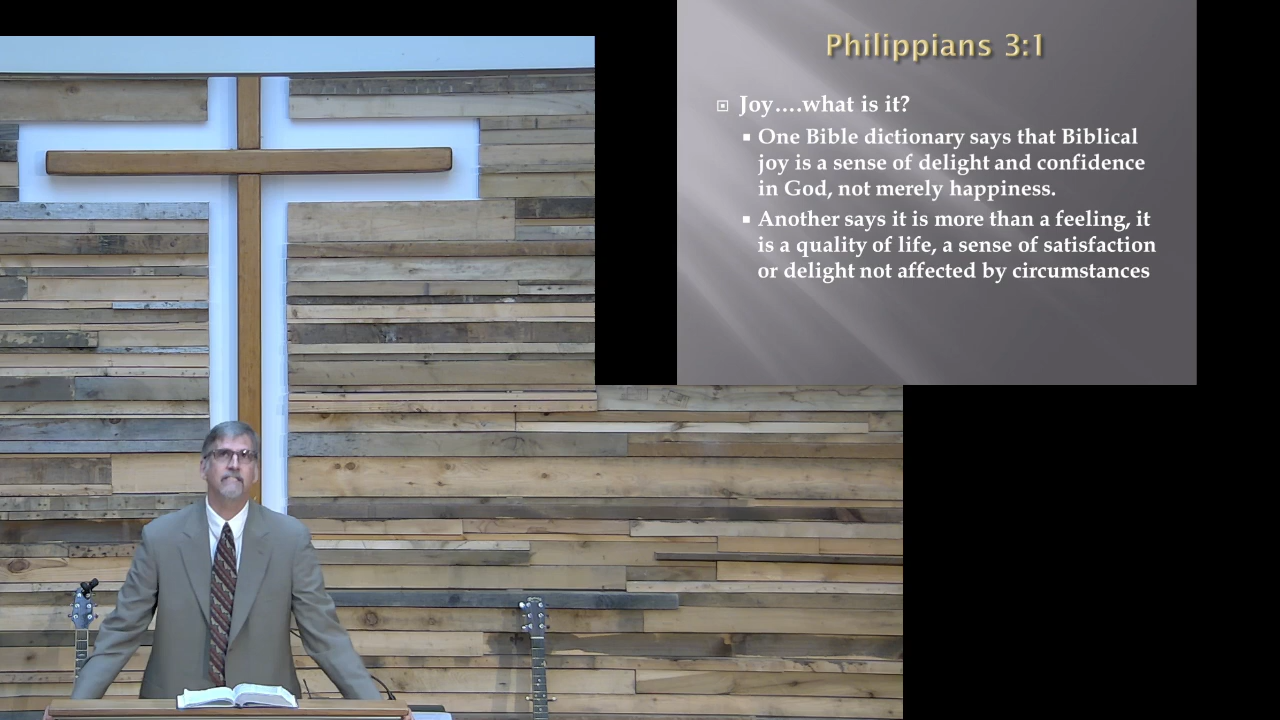 Philippians 3:1
Joy….what is it?
One Bible dictionary says that Biblical
joy is a sense of delight and confidence
in God, not merely happiness.
Another says it is more than a feeling, it
is a quality of life, a sense of satisfaction
or delight not affected by circumstances